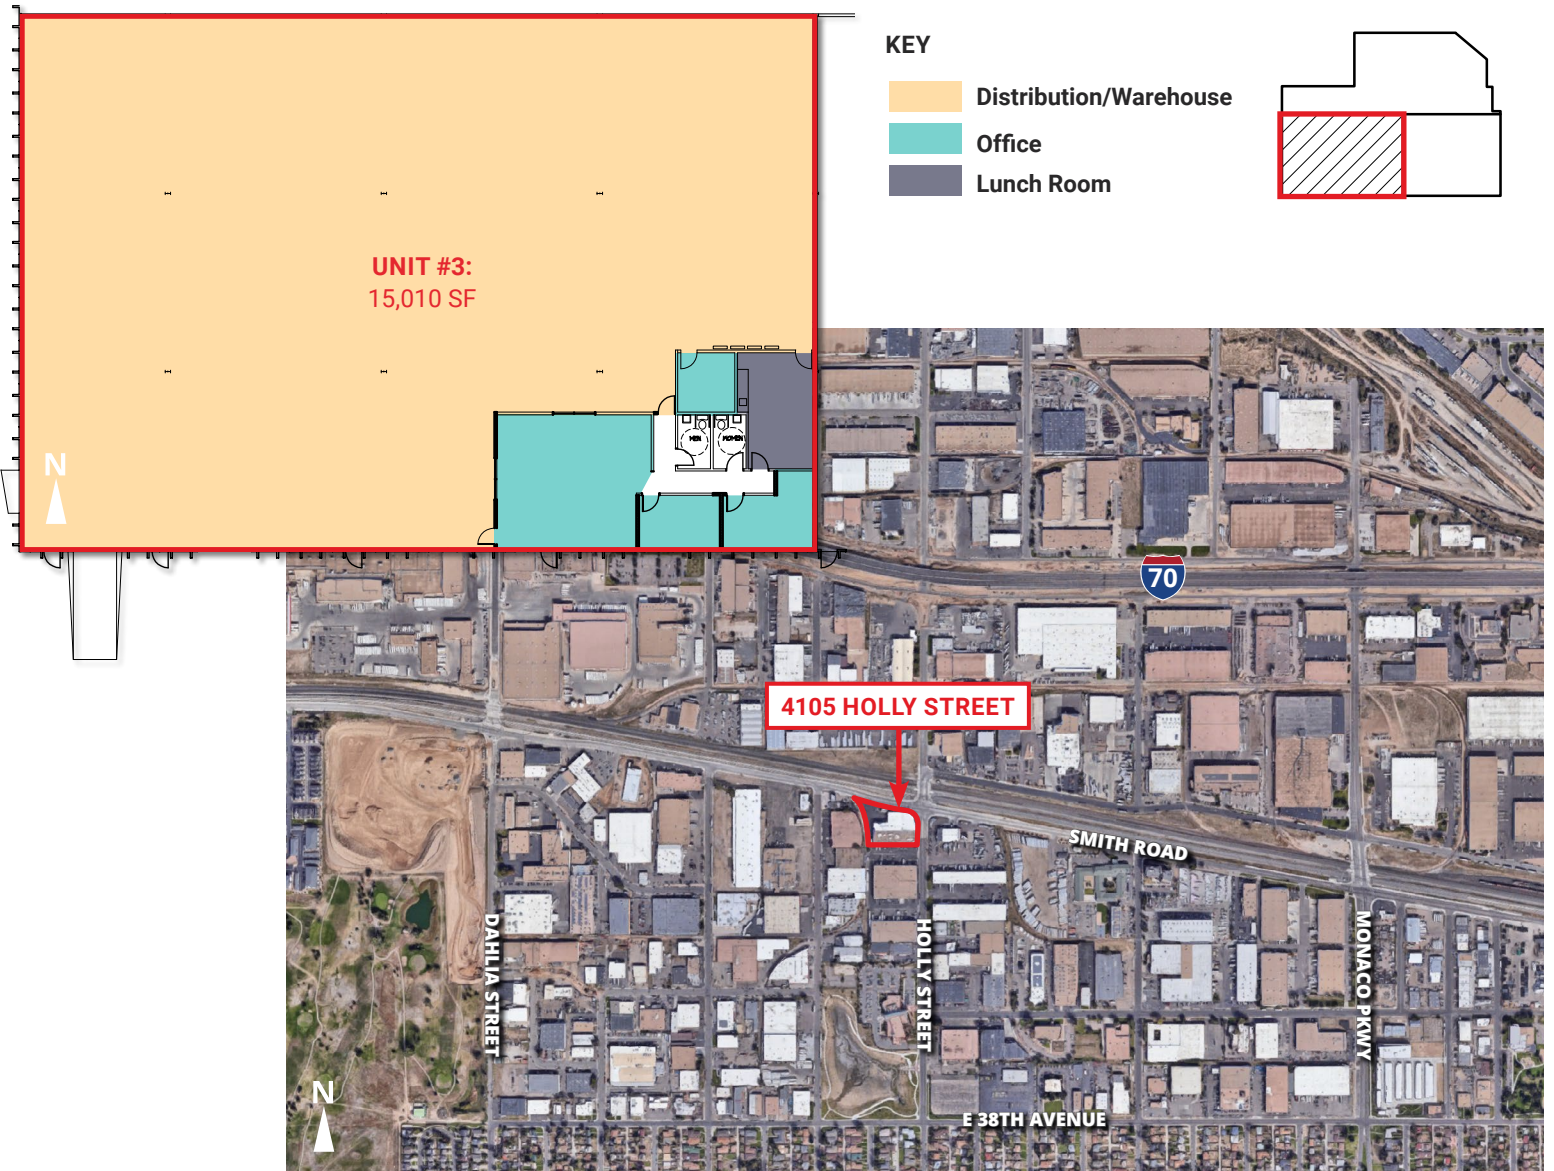 KEY
Distribution/Warehouse
Office
Lunch Room
UNIT #3:
15,010 SF
MEN
WOMEN
N
70
4105 HOLLY STREET
SMITH ROAD
DAHLIA STREET
HOLLY STREET
MONACO PKWY
N
E 38TH AVENUE